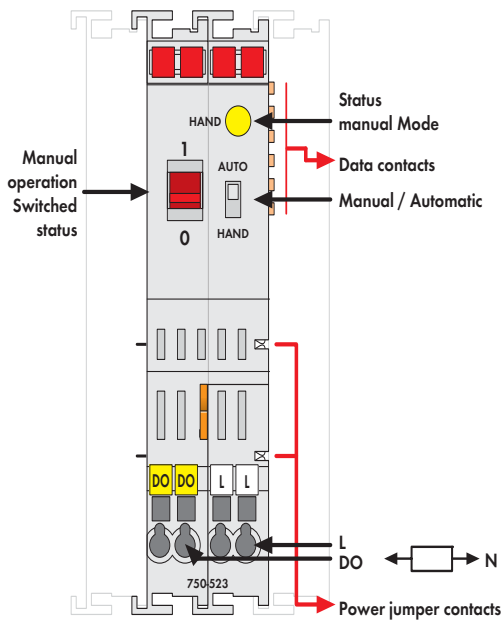 HAND
Status
manual Mode
1
Manual
operation
Switched
status
AUTO
Data contacts
Manual / Automatic
0
HAND
DO DO L L
L
DO
N
750-523
Power jumper contacts